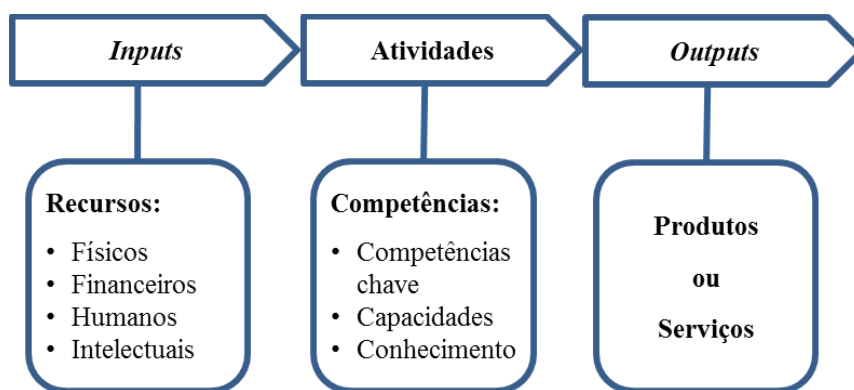 Inputs
Atividades
Outputs
Recursos:
• Físicos
• Financeiros
• Humanos
• Intelectuais
Competências:
• Competências
chave
• Capacidades
• Conhecimento
Produtos
ou
Serviços